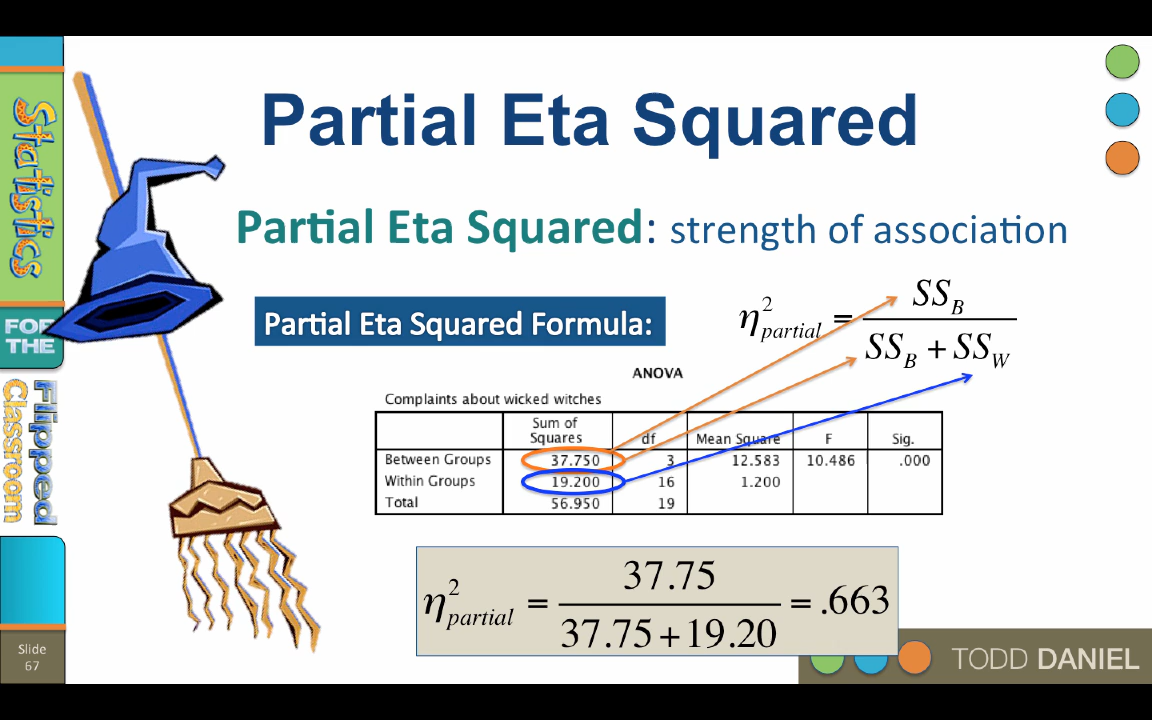 Partial Eta Squared
Partial Eta Squared: strength of association
Partial Eta Squared Formula:
η²partial = SS_B / (SS_B + SS_W)
ANOVA
Complaints about wicked witches
Sum of Squares df Mean Square F Sig.
Between Groups 37.750 3 12.583 10.486 .000
Within Groups 19.200 16 1.200
Total 56.950 19
η²partial = 37.75 / (37.75 + 19.20) = .663
Statistics
FOR
THE
Flipped
Classroom
Slide
67
TODD DANIEL